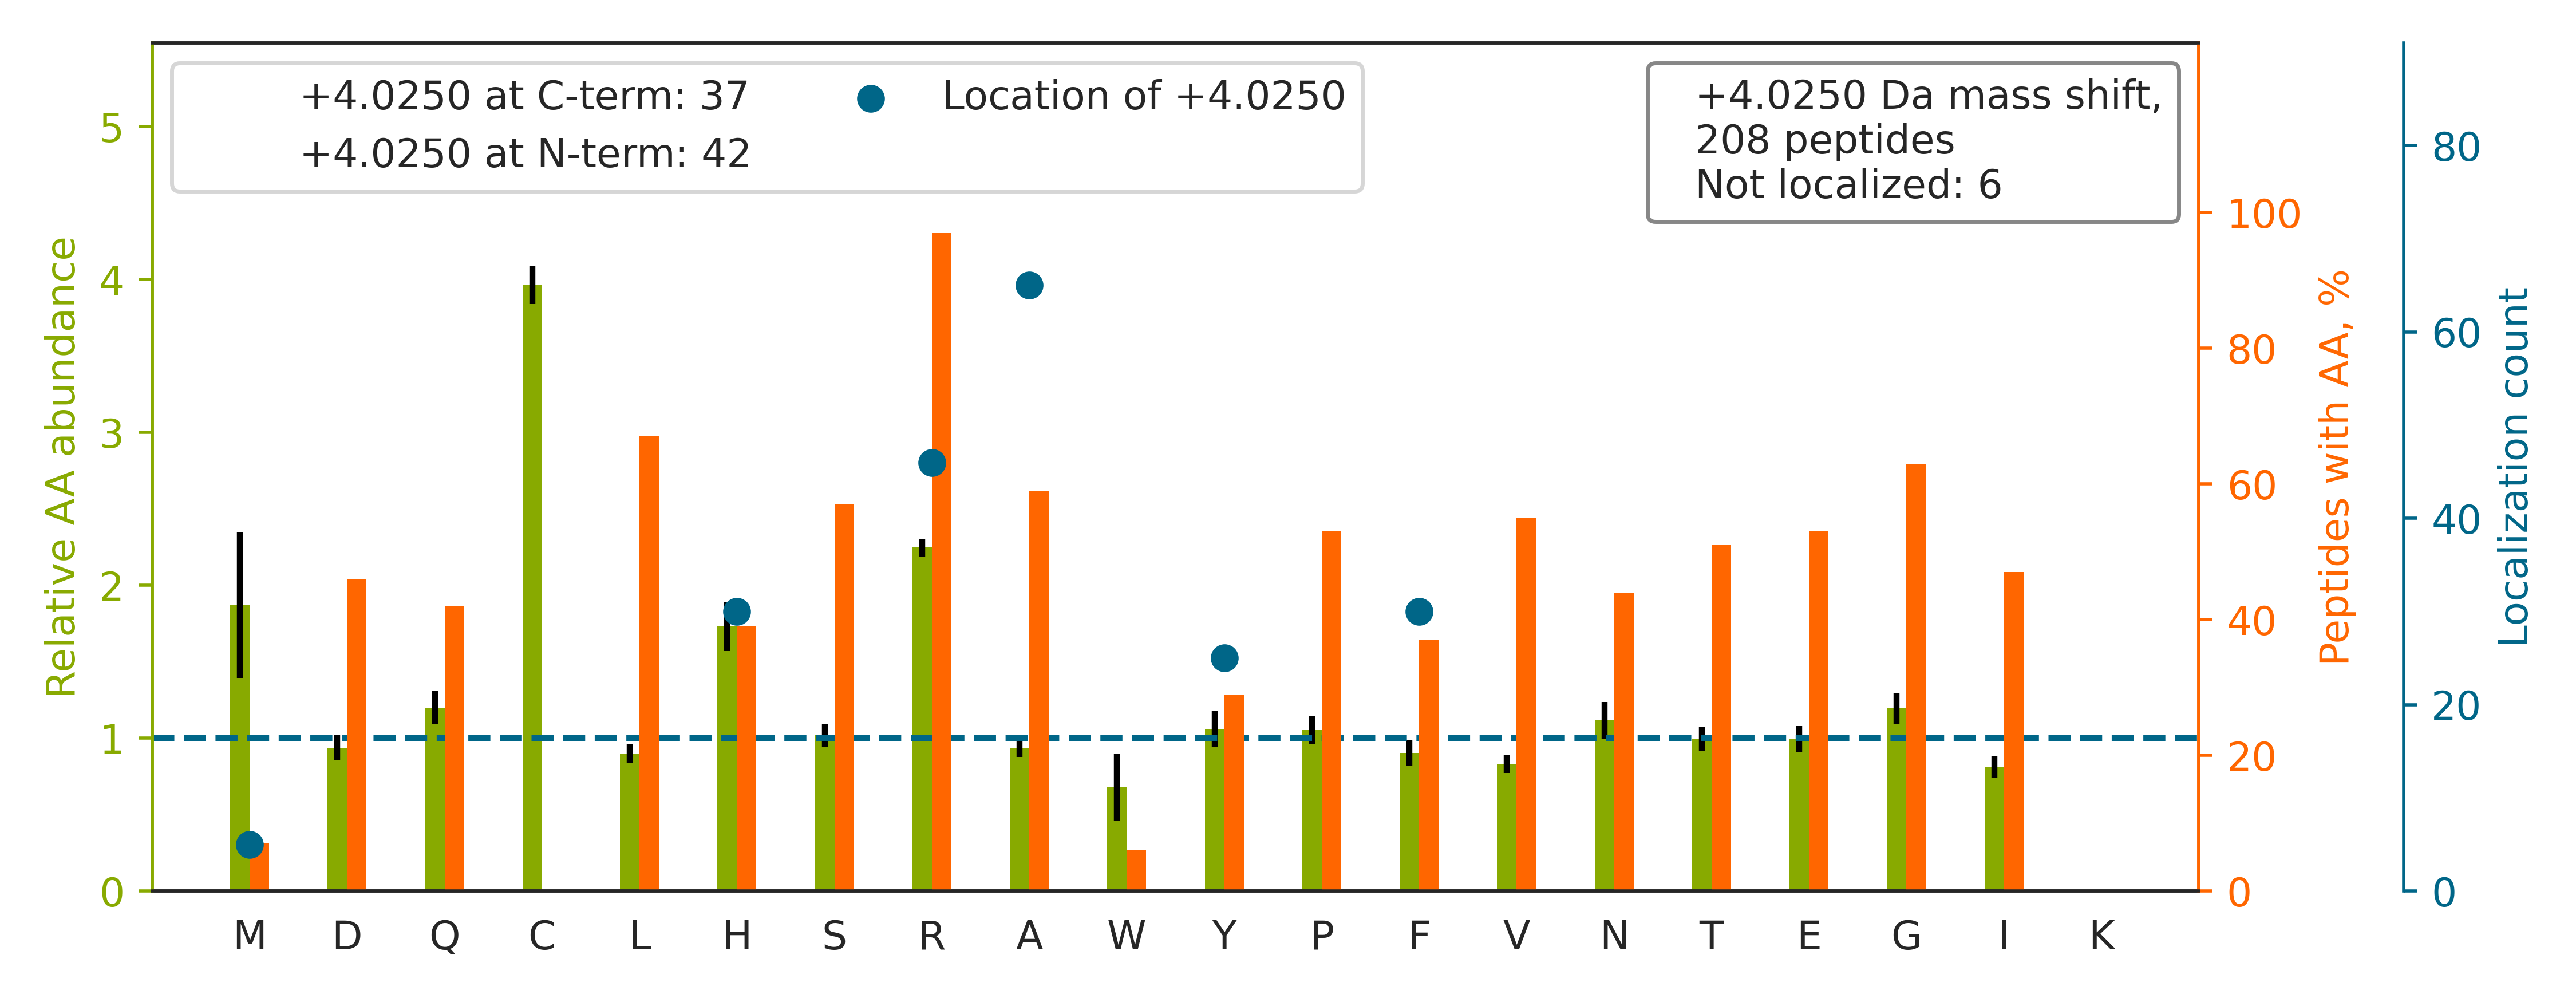 +4.0250 at C-term: 37
+4.0250 at N-term: 42
Location of +4.0250
+4.0250 Da mass shift,
208 peptides
Not localized: 6
Relative AA abundance
5
4
3
2
1
0
100
80
60
40
20
0
Peptides with AA, %
80
60
40
20
0
Localization count
M D Q C L H S R A W Y P F V N T E G I K